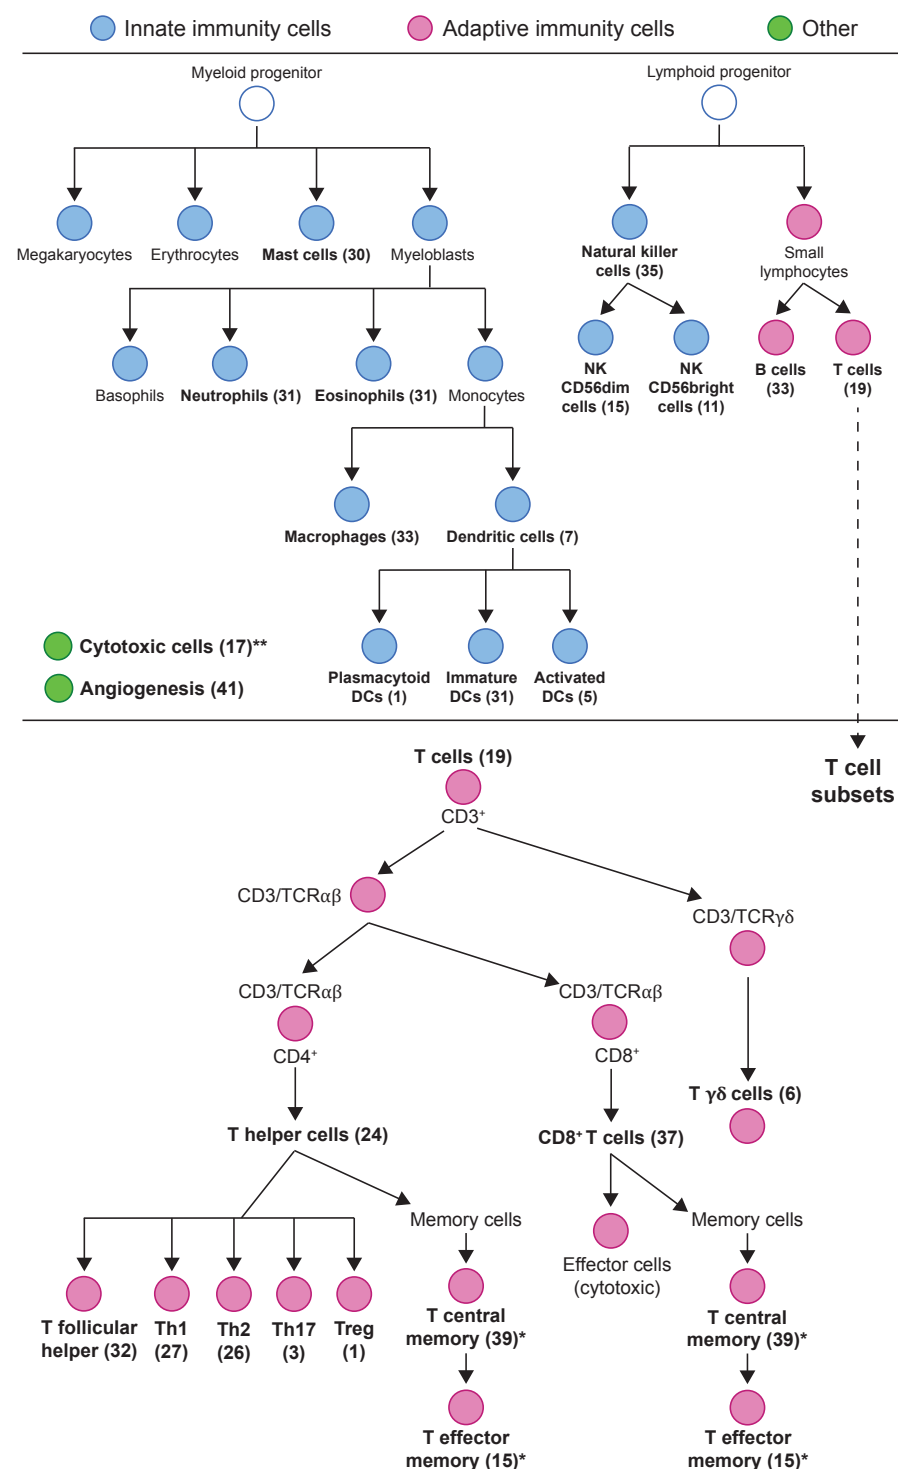 Innate immunity cells
Adaptive immunity cells
Other
Myeloid progenitor
Lymphoid progenitor
Megakaryocytes
Erythrocytes
Mast cells (30)
Myeloblasts
Natural killer
cells (35)
Small
lymphocytes
Basophils
Neutrophils (31)
Eosinophils (31)
Monocytes
NK
CD56dim
cells (15)
NK
CD56bright
cells (11)
B cells
(33)
T cells
(19)
Macrophages (33)
Dendritic cells (7)
Cytotoxic cells (17)**
Angiogenesis (41)
Plasmacytoid
DCs (1)
Immature
DCs (31)
Activated
DCs (5)
T cell
subsets
T cells (19)
CD3⁺
CD3/TCRαβ
CD3/TCRγδ
CD3/TCRαβ
CD4⁺
CD3/TCRαβ
CD8⁺
T γδ cells (6)
T helper cells (24)
CD8⁺ T cells (37)
Memory cells
Effector cells
(cytotoxic)
Memory cells
T follicular
helper (32)
Th1
(27)
Th2
(26)
Th17
(3)
Treg
(1)
T central
memory (39)*
T central
memory (39)*
T effector
memory (15)*
T effector
memory (15)*